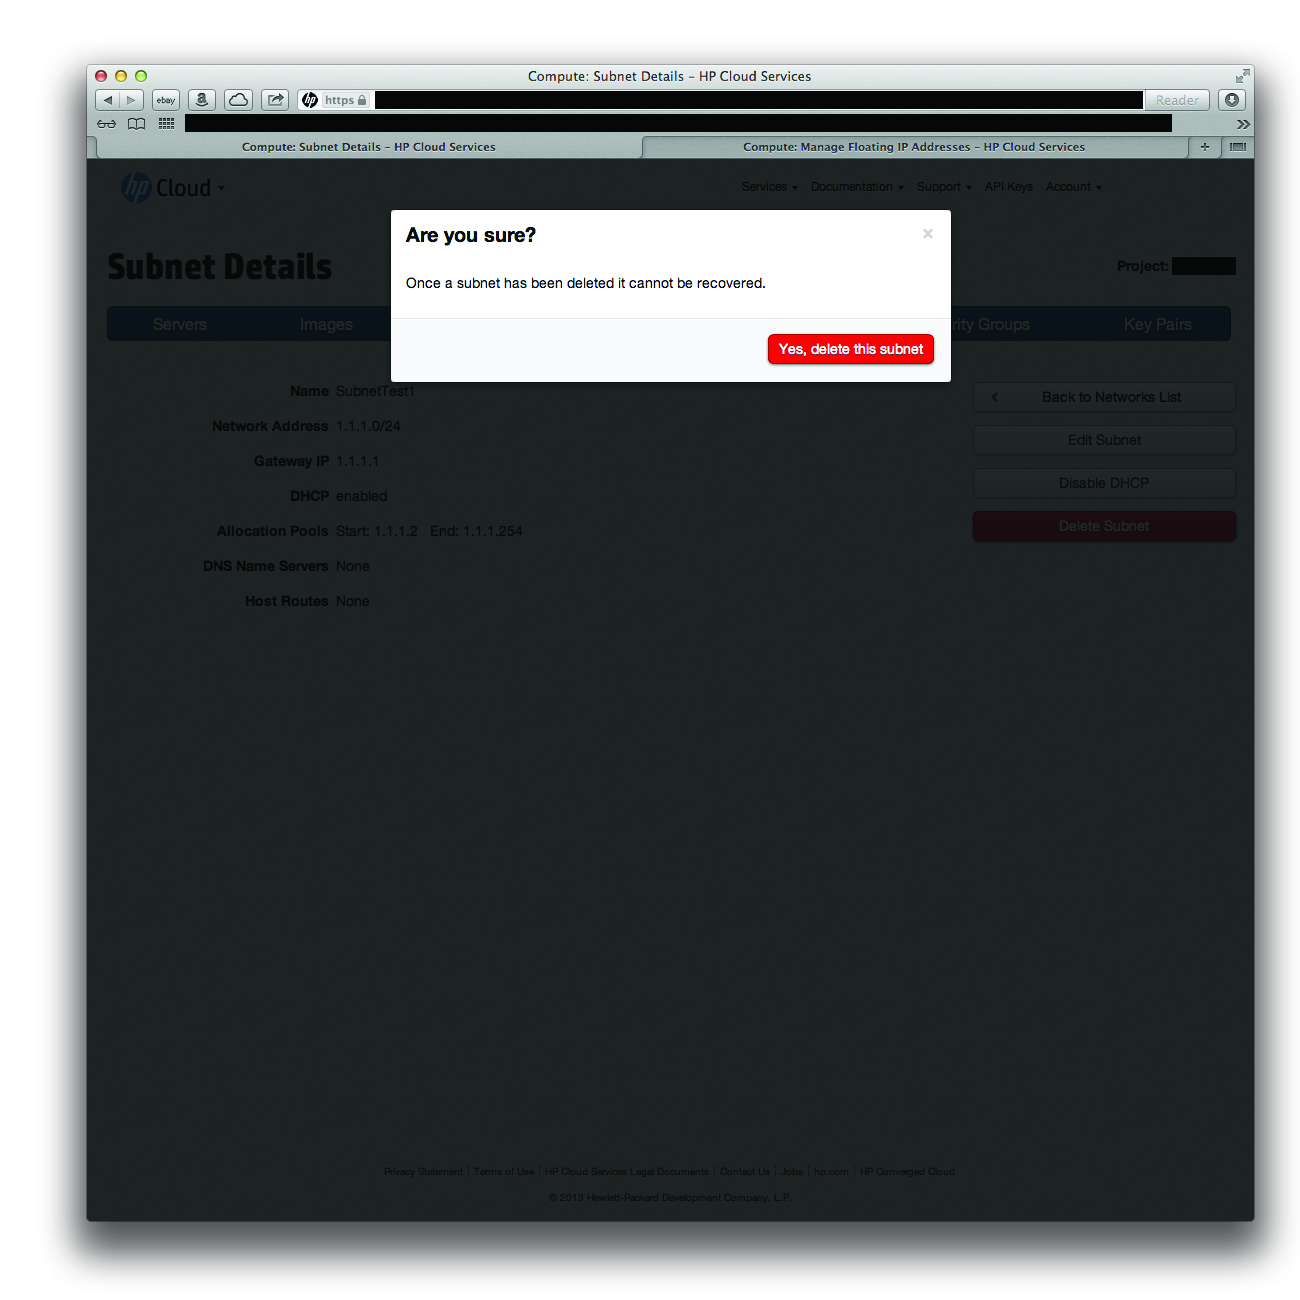 Compute: Subnet Details – HP Cloud Services
ebay
a
hp
https
Reader
Compute: Subnet Details – HP Cloud Services
Compute: Manage Floating IP Addresses – HP Cloud Services
+
hp Cloud
Services
Documentation
Support
API Keys
Account
Are you sure?
×
Subnet Details
Project:
Once a subnet has been deleted it cannot be recovered.
Servers
Images
rity Groups
Key Pairs
Yes, delete this subnet
Name SubnetTest1
Network Address 1.1.1.0/24
Gateway IP 1.1.1.1
DHCP enabled
Allocation Pools Start: 1.1.1.2 End: 1.1.1.254
DNS Name Servers None
Host Routes None
Back to Networks List
Edit Subnet
Disable DHCP
Delete Subnet
Privacy Statement | Terms of Use | HP Cloud Services Legal Documents | Contact Us | Jobs | hp.com | HP Converged Cloud
© 2013 Hewlett-Packard Development Company, L.P.